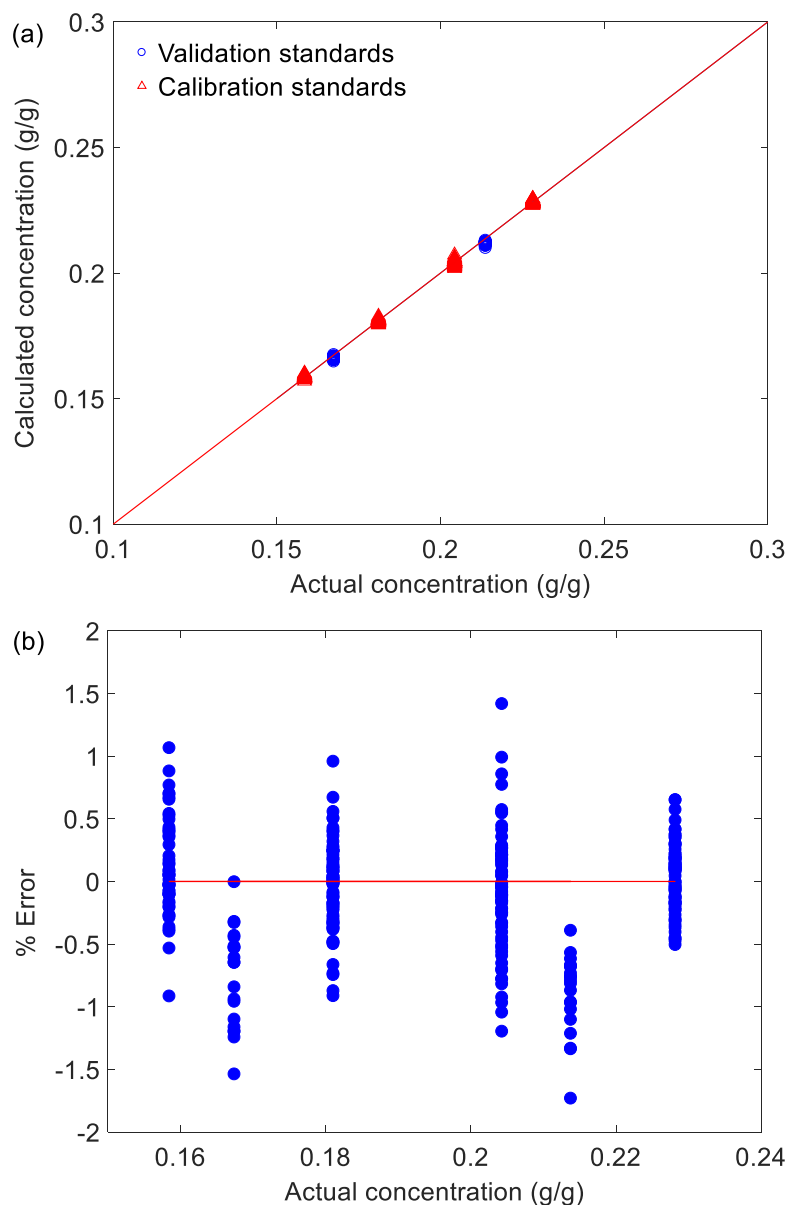 (a)
0.3
Validation standards
Calibration standards
0.25
0.2
0.15
0.1
Calculated concentration (g/g)
0.1 0.15 0.2 0.25 0.3
Actual concentration (g/g)
(b)
2
1.5
1
0.5
0
-0.5
-1
-1.5
-2
% Error
0.16 0.18 0.2 0.22 0.24
Actual concentration (g/g)